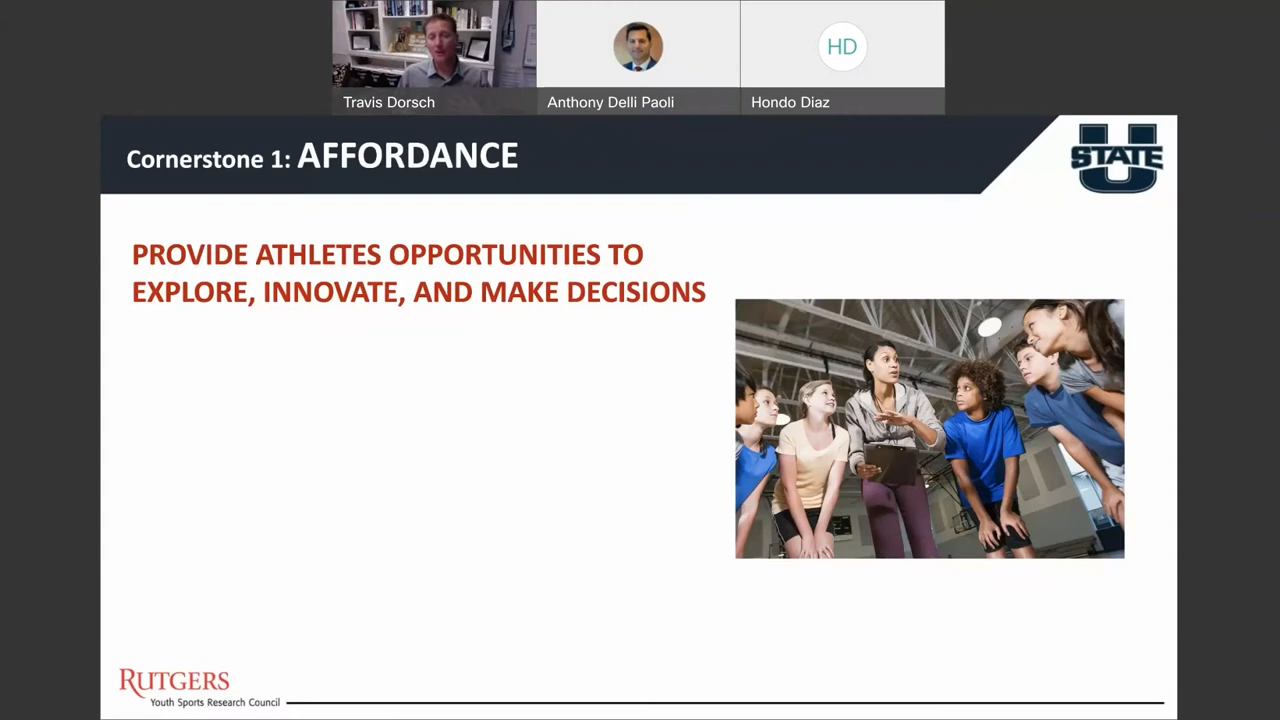 HD
Travis Dorsch
Anthony Delli Paoli
Hondo Diaz
Cornerstone 1: AFFORDANCE
U STATE
PROVIDE ATHLETES OPPORTUNITIES TO
EXPLORE, INNOVATE, AND MAKE DECISIONS
RUTGERS
Youth Sports Research Council